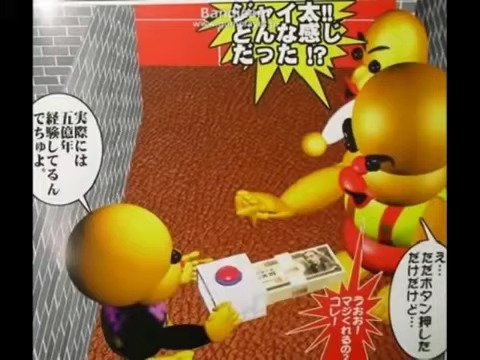 ジャイ太!!
どんな感じ
だった!?
実際には
五億年
経験してるん
でちゅよ。
え…
ただボタン押した
だけだけど…
うおお!
マジくれるの?
コレ!